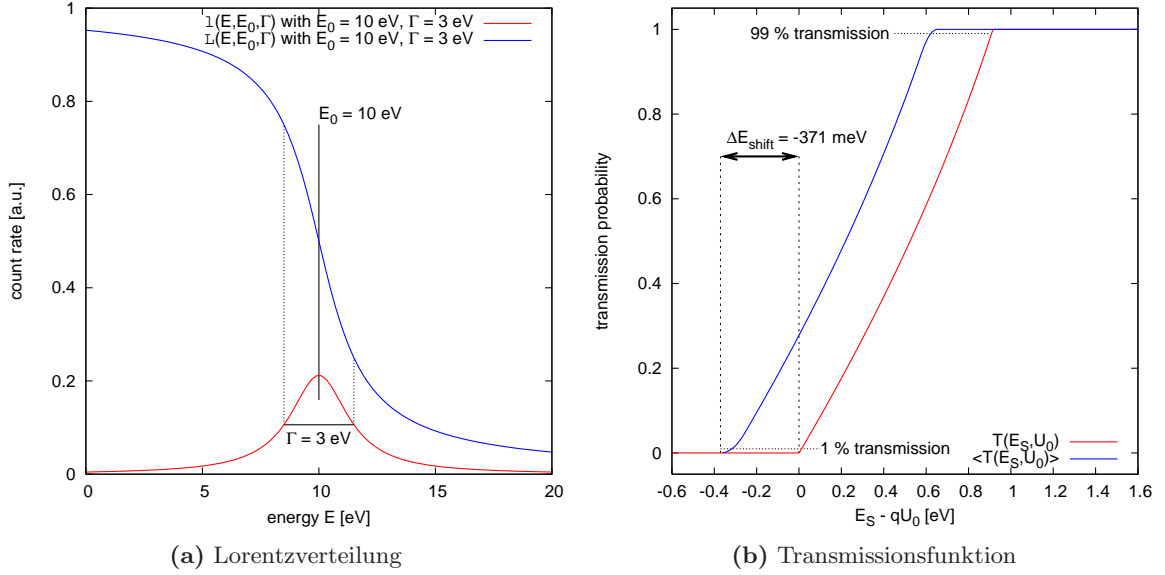 l(E,E₀,Γ) with E₀ = 10 eV, Γ = 3 eV
L(E,E₀,Γ) with E₀ = 10 eV, Γ = 3 eV
E₀ = 10 eV
Γ = 3 eV
count rate [a.u.]
1
0.8
0.6
0.4
0.2
0
0 5 10 15 20
energy E [eV]
(a) Lorentzverteilung
99 % transmission
ΔE_shift = -371 meV
1 % transmission
T(E_S,U₀)
<T(E_S,U₀)>
transmission probability
1
0.8
0.6
0.4
0.2
0
-0.6 -0.4 -0.2 0 0.2 0.4 0.6 0.8 1 1.2 1.4 1.6
E_S - qU₀ [eV]
(b) Transmissionsfunktion